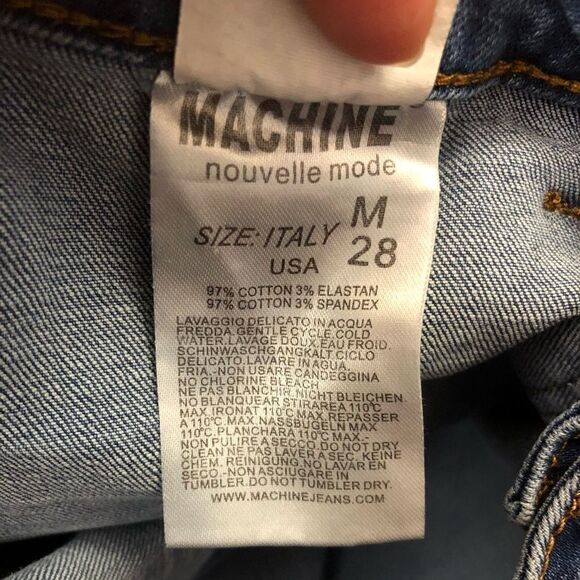 MACHINE
nouvelle mode
SIZE: ITALY M
USA 28
97% COTTON 3% ELASTAN
97% COTTON 3% SPANDEX
LAVAGGIO DELICATO IN ACQUA
FREDDA.GENTLE CYCLE.COLD
WATER.LAVAGE DOUX.EAU FROID.
SCHINWASCHGANGKALT.CICLO
DELICATO LAVARE IN AGUA.
FRIA.-NON USARE CANDEGGINA
NO CHLORINE BLEACH
NE PAS BLANCHIR.NIGHT BLEICHEN
NO BLANQUEAR STIRAREA 110°C
MAX.IRONAT 110°C MAX.REPASSER
A 110°C.MAX.NASSBUGELN MAX
110°C.PLANCHARA 110°C MAX.-
NON PULIRE A SECCO.DO NOT DRY
CLEAN NE PAS LAVER A SEC. KEINE
CHEM. REINIGUNG. NO LAVAR EN
SECO.-NON ASCIUGARE IN
TUMBLER.DO NOT TUMBLER DRY.
WWW.MACHINEJEANS.COM